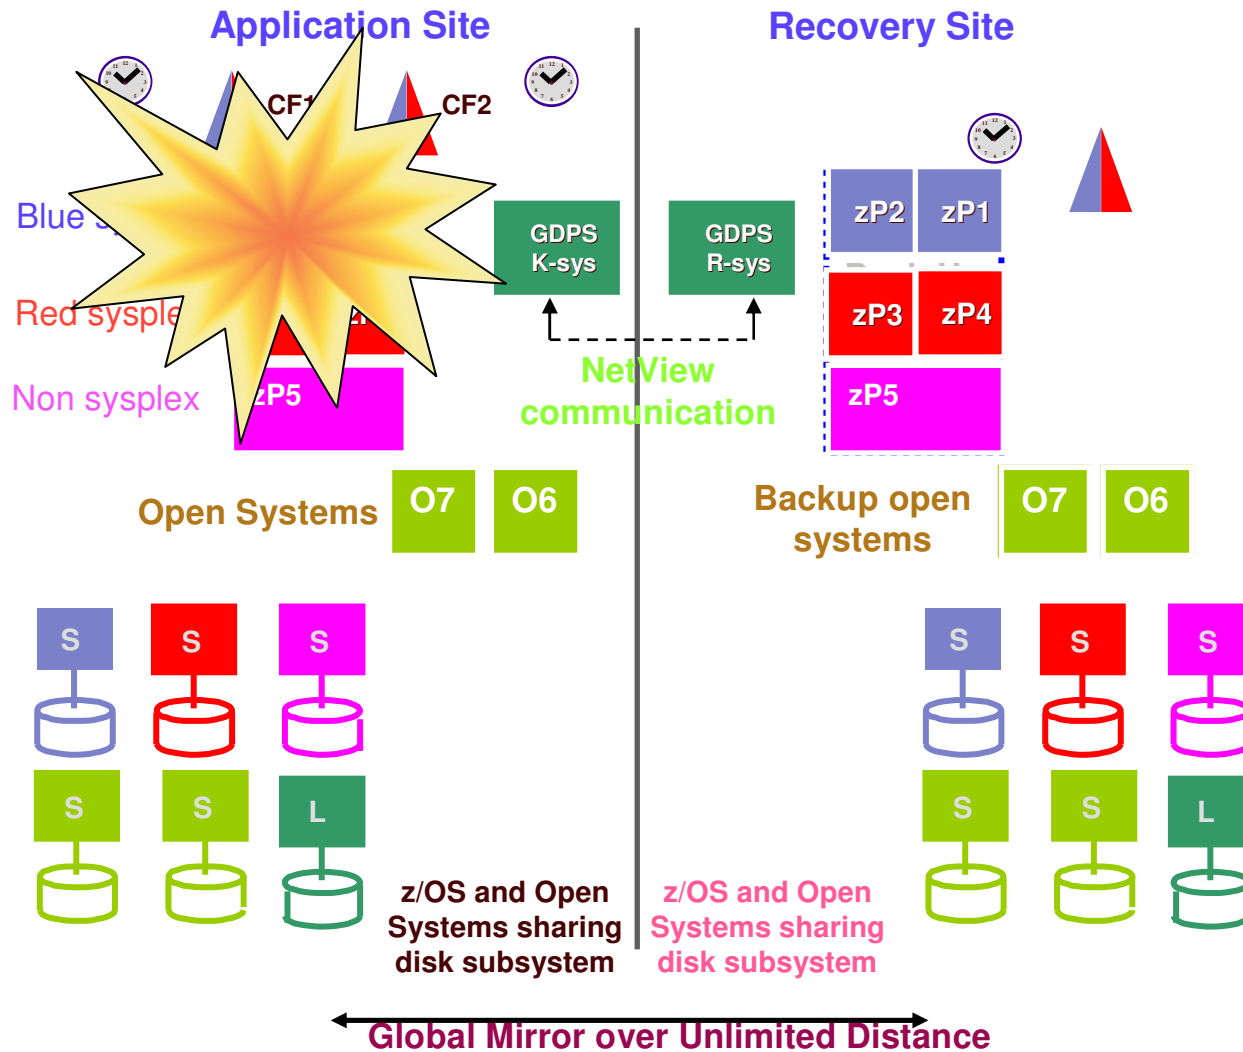 Application Site
Recovery Site
CF1
CF2
Blue
zP2
zP1
GDPS
K-sys
GDPS
R-sys
Red sysple
zP3
zP4
NetView
communication
Non sysplex
zP5
zP5
Open Systems
O7
O6
Backup open
systems
O7
O6
S
S
S
S
S
S
S
S
L
S
S
L
z/OS and Open
Systems sharing
disk subsystem
z/OS and Open
Systems sharing
disk subsystem
Global Mirror over Unlimited Distance